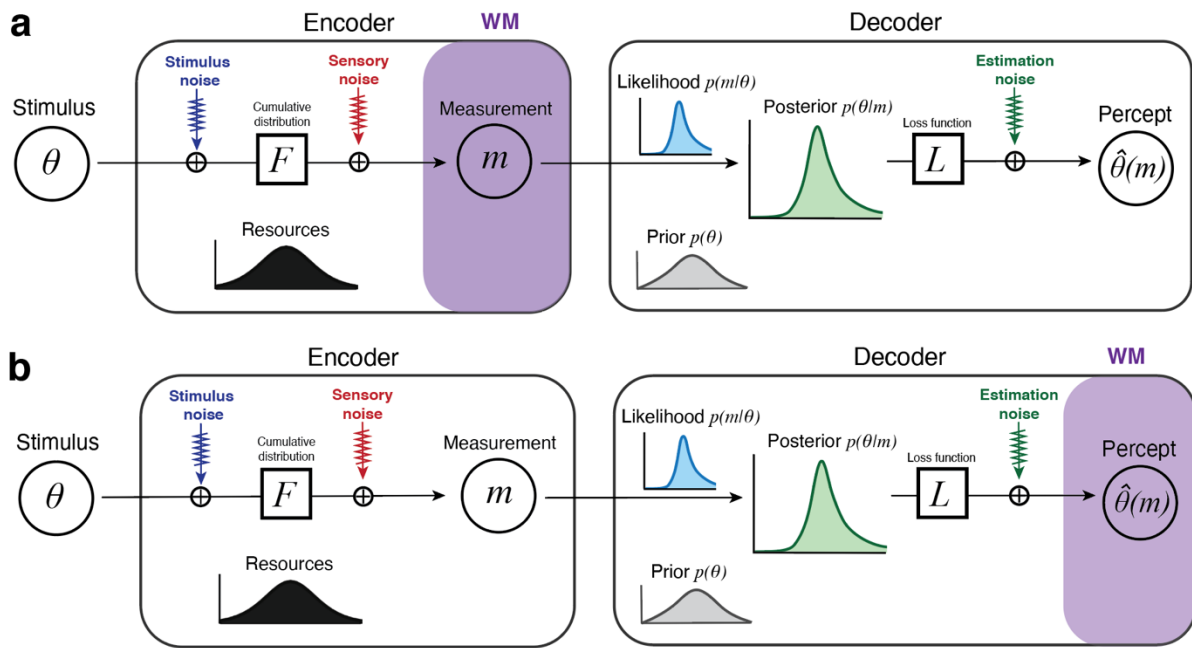 a
Encoder
WM
Decoder
Stimulus
noise
Sensory
noise
Estimation
noise
Stimulus
Cumulative
distribution
Measurement
Likelihood p(m|θ)
Posterior p(θ|m)
Loss function
Percept
θ
F
m
L
θ̂(m)
Resources
Prior p(θ)
b
Encoder
Decoder
WM
Stimulus
noise
Sensory
noise
Estimation
noise
Stimulus
Cumulative
distribution
Measurement
Likelihood p(m|θ)
Posterior p(θ|m)
Loss function
Percept
θ
F
m
L
θ̂(m)
Resources
Prior p(θ)